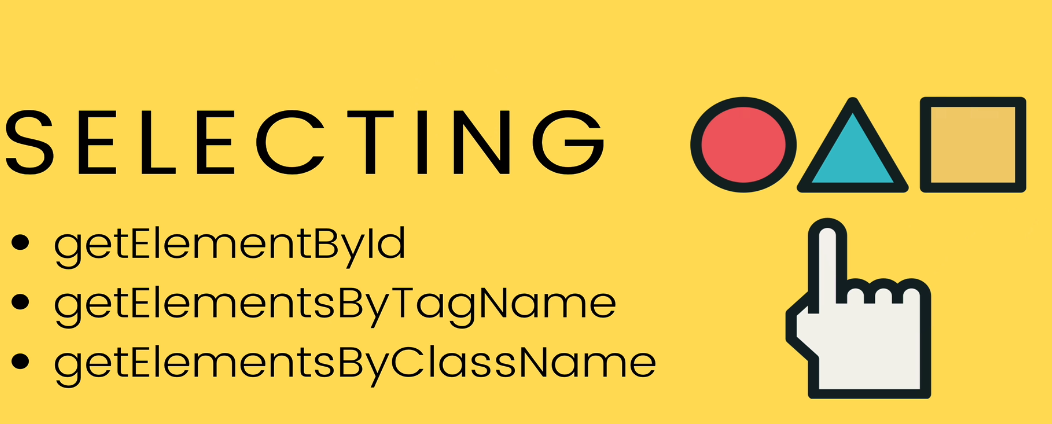 SELECTING
• getElementById
• getElementsByTagName
• getElementsByClassName